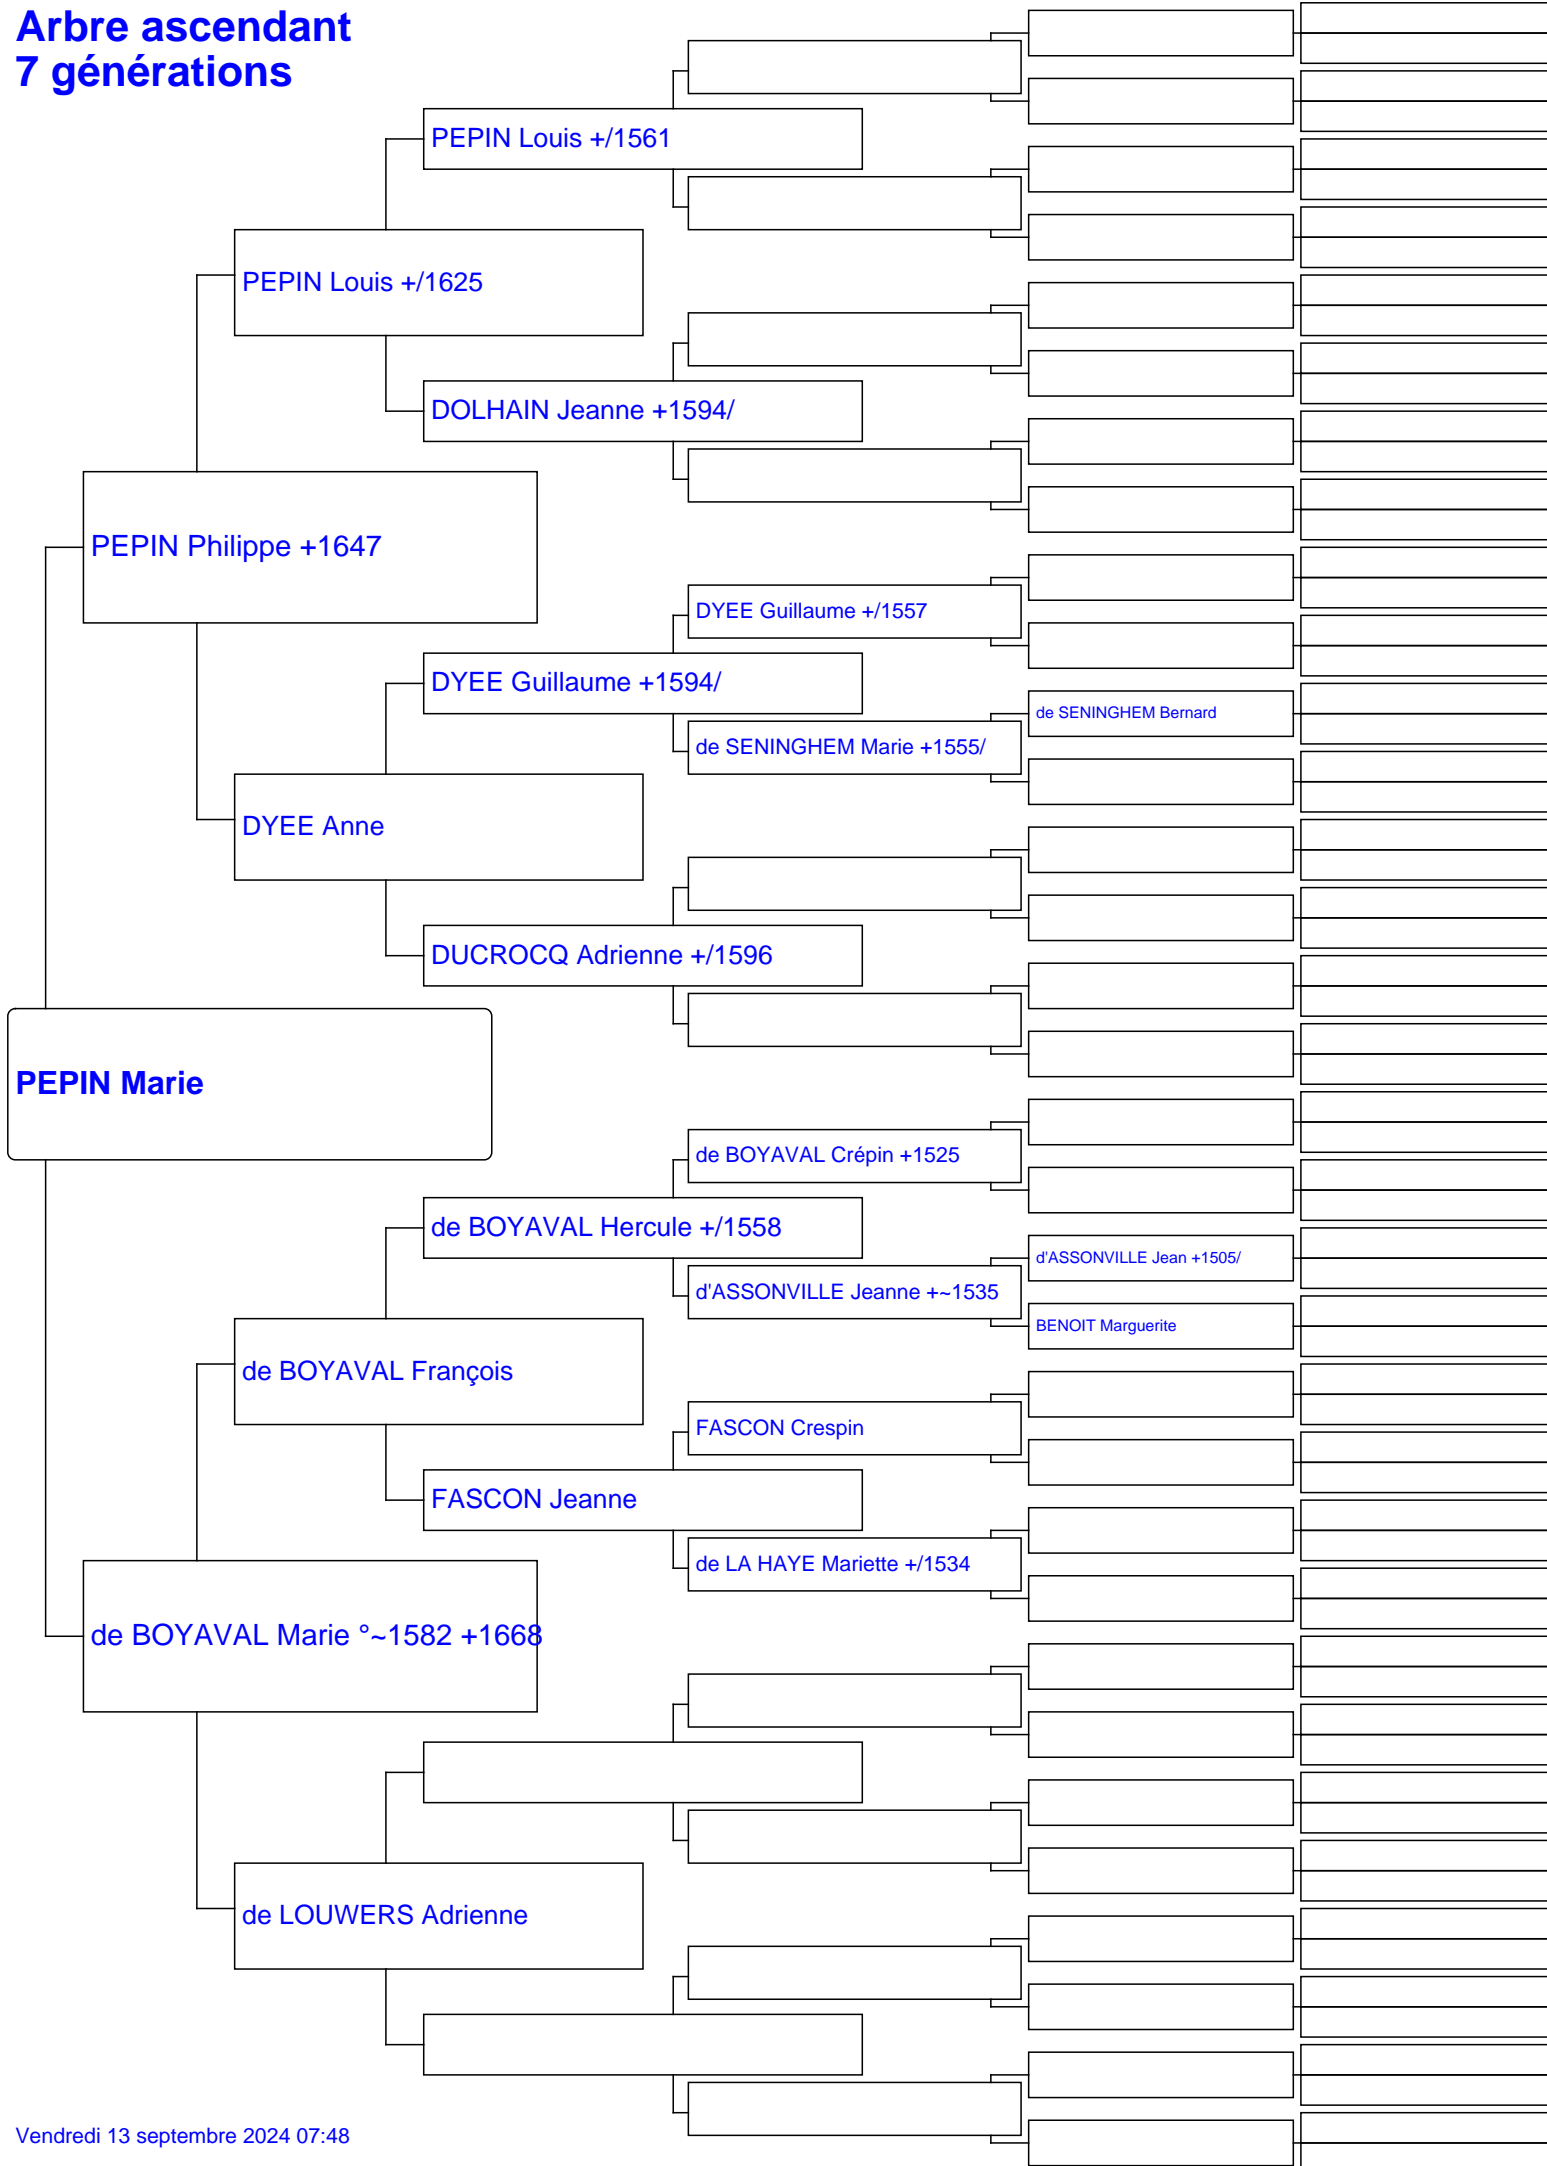 Arbre ascendant
7 générations
PEPIN Louis +/1561
PEPIN Louis +/1625
DOLHAIN Jeanne +1594/
PEPIN Philippe +1647
DYEE Guillaume +/1557
DYEE Guillaume +1594/
de SENINGHEM Bernard
de SENINGHEM Marie +1555/
DYEE Anne
DUCROCQ Adrienne +/1596
PEPIN Marie
de BOYAVAL Crépin +1525
de BOYAVAL Hercule +/1558
d'ASSONVILLE Jean +1505/
d'ASSONVILLE Jeanne +~1535
BENOIT Marguerite
de BOYAVAL François
FASCON Crespin
FASCON Jeanne
de LA HAYE Mariette +/1534
de BOYAVAL Marie °~1582 +1668
de LOUWERS Adrienne
Vendredi 13 septembre 2024 07:48